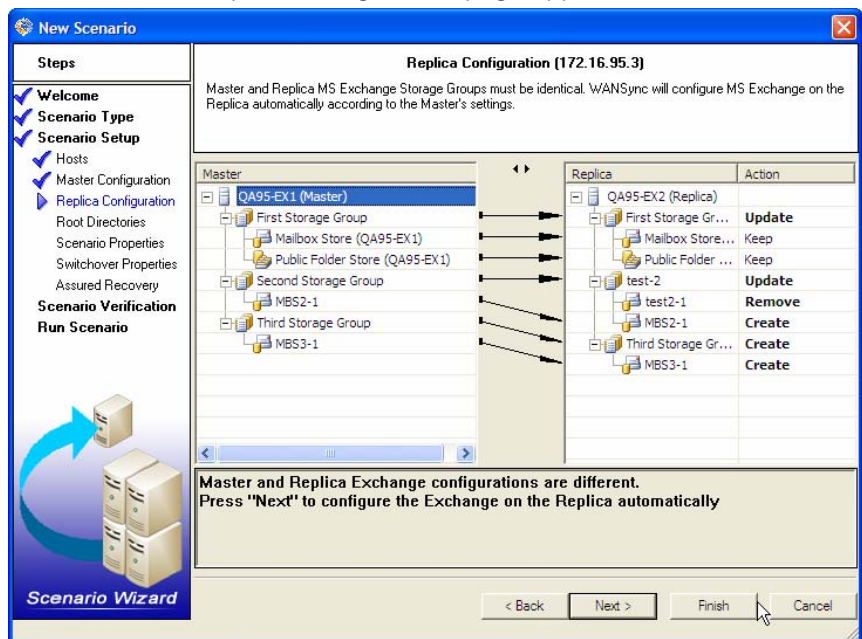 New Scenario
Steps
Welcome
Scenario Type
Scenario Setup
Hosts
Master Configuration
Replica Configuration
Root Directories
Scenario Properties
Switchover Properties
Assured Recovery
Scenario Verification
Run Scenario
Scenario Wizard
Replica Configuration (172.16.95.3)
Master and Replica MS Exchange Storage Groups must be identical. WANSync will configure MS Exchange on the
Replica automatically according to the Master's settings.
Master
QA95-EX1 (Master)
First Storage Group
Mailbox Store (QA95-EX1)
Public Folder Store (QA95-EX1)
Second Storage Group
MBS2-1
Third Storage Group
MBS3-1
Replica Action
QA95-EX2 (Replica)
First Storage Gr... Update
Mailbox Store... Keep
Public Folder ... Keep
test-2 Update
test2-1 Remove
MBS2-1 Create
Third Storage Gr... Create
MBS3-1 Create
Master and Replica Exchange configurations are different.
Press "Next" to configure the Exchange on the Replica automatically
< Back Next > Finish Cancel